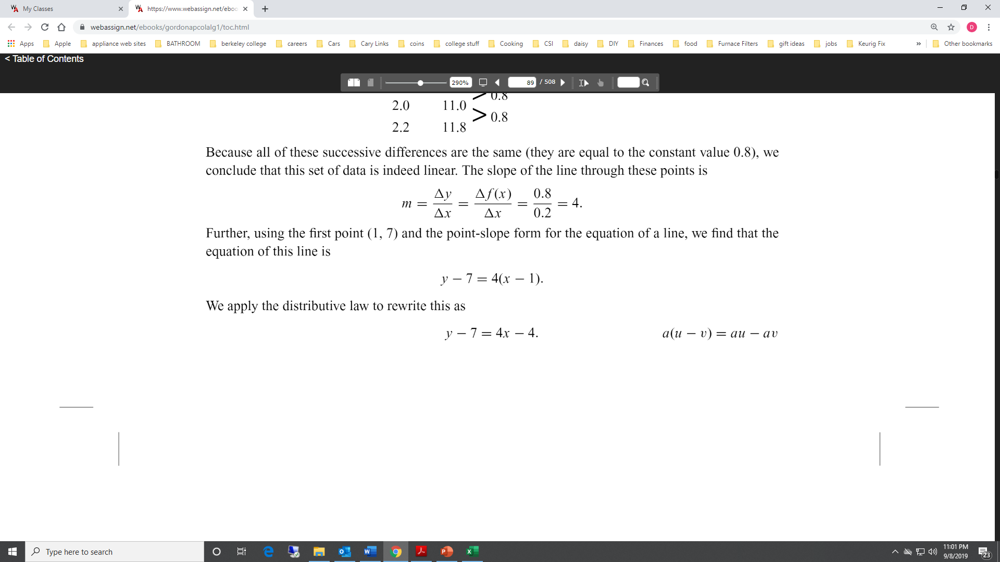 My Classes
https://www.webassign.net/eboo
webassign.net/ebooks/gordonapcolalg1/toc.html
D
Apps Apple appliance web sites BATHROOM berkeley college careers Cars Cary Links coins college stuff Cooking CSI daisy DIY Finances food Furnace Filters gift ideas jobs Keurig Fix » Other bookmarks
< Table of Contents
290% 89 / 508
> 0.8
2.0 11.0
> 0.8
2.2 11.8
Because all of these successive differences are the same (they are equal to the constant value 0.8), we
conclude that this set of data is indeed linear. The slope of the line through these points is
m = Δy/Δx = Δf(x)/Δx = 0.8/0.2 = 4.
Further, using the first point (1, 7) and the point-slope form for the equation of a line, we find that the
equation of this line is
y − 7 = 4(x − 1).
We apply the distributive law to rewrite this as
y − 7 = 4x − 4. a(u − v) = au − av
Type here to search
11:01 PM
9/8/2019
23